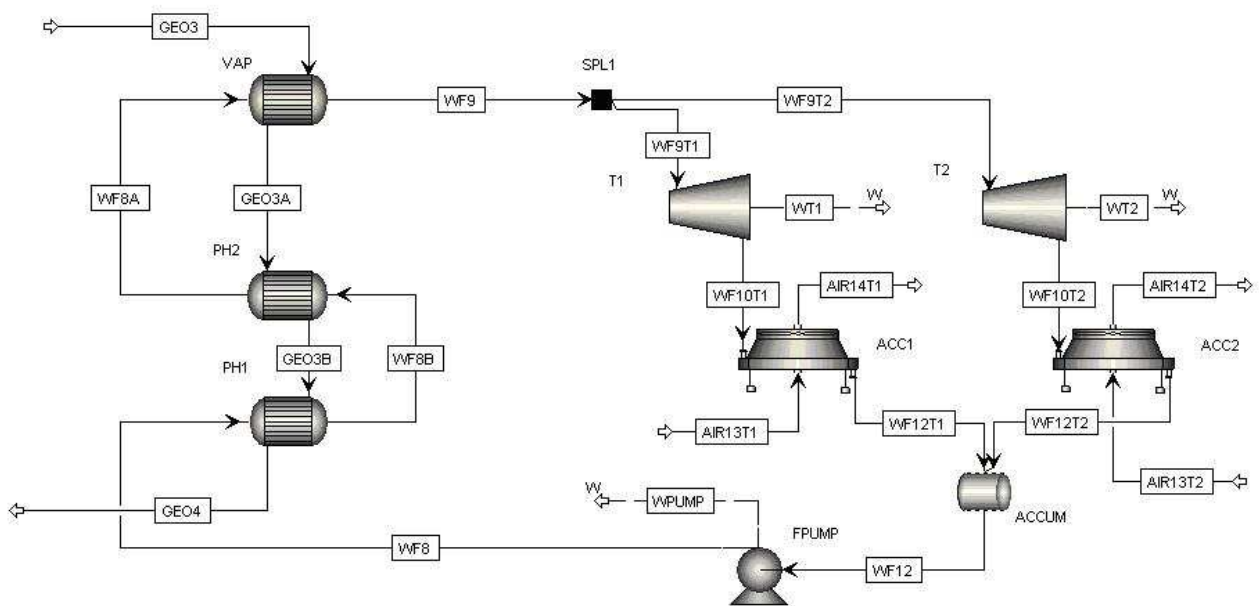 GEO3
VAP
SPL1
WF9
WF9T2
WF9T1
T1
T2
W
W
WF8A
GEO3A
WT1
WT2
PH2
WF10T1
AIR14T1
WF10T2
AIR14T2
GEO3B
WF8B
ACC1
ACC2
PH1
AIR13T1
WF12T1
WF12T2
AIR13T2
GEO4
W
WPUMP
ACCUM
FPUMP
WF8
WF12